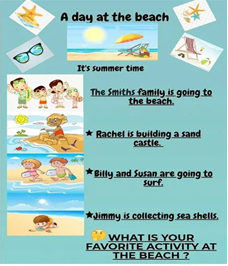 A day at the beach
It's summer time
The Smiths family is going to
the beach.
★ Rachel is building a sand
castle.
★Billy and Susan are going to
surf.
★Jimmy is collecting sea shells.
🤔WHAT IS YOUR
FAVORITE ACTIVITY AT
THE BEACH ?